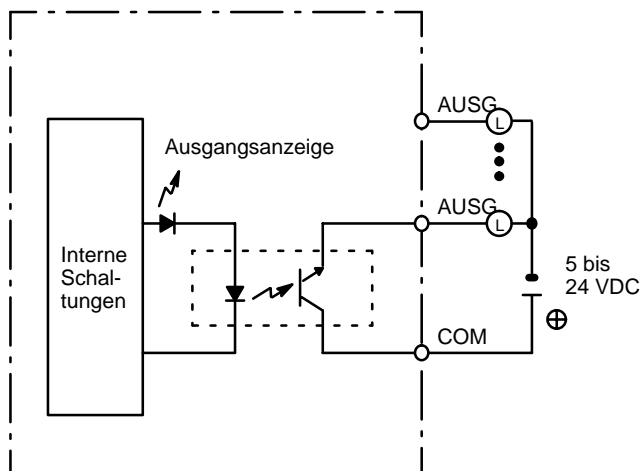 AUSG
L
Ausgangsanzeige
AUSG
L
Interne
Schal-
tungen
5 bis
24 VDC
COM